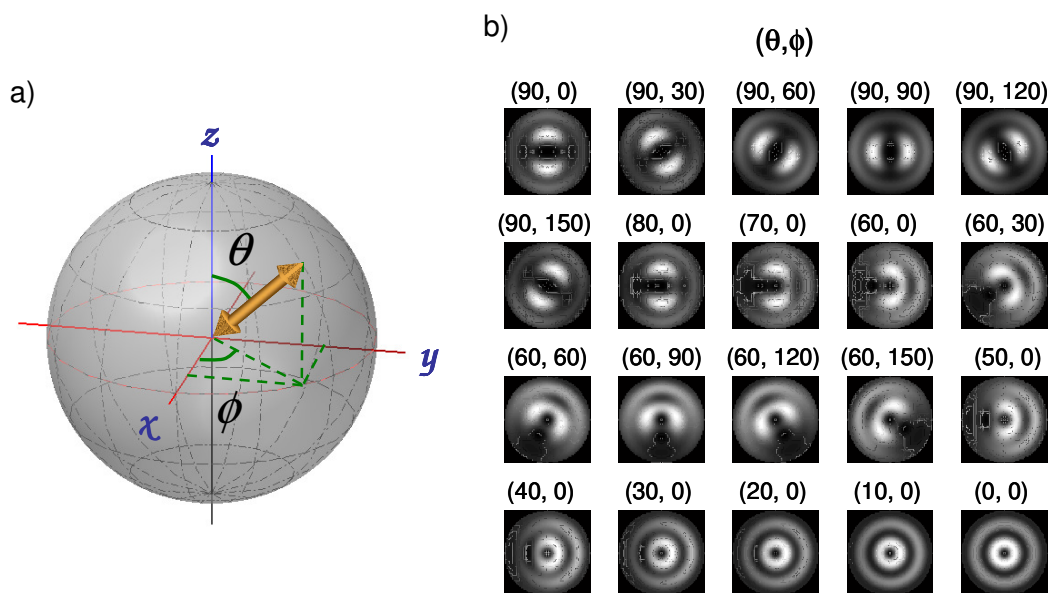 a)
z
θ
y
x
ϕ
b)
(θ,ϕ)
(90, 0) (90, 30) (90, 60) (90, 90) (90, 120)
(90, 150) (80, 0) (70, 0) (60, 0) (60, 30)
(60, 60) (60, 90) (60, 120) (60, 150) (50, 0)
(40, 0) (30, 0) (20, 0) (10, 0) (0, 0)